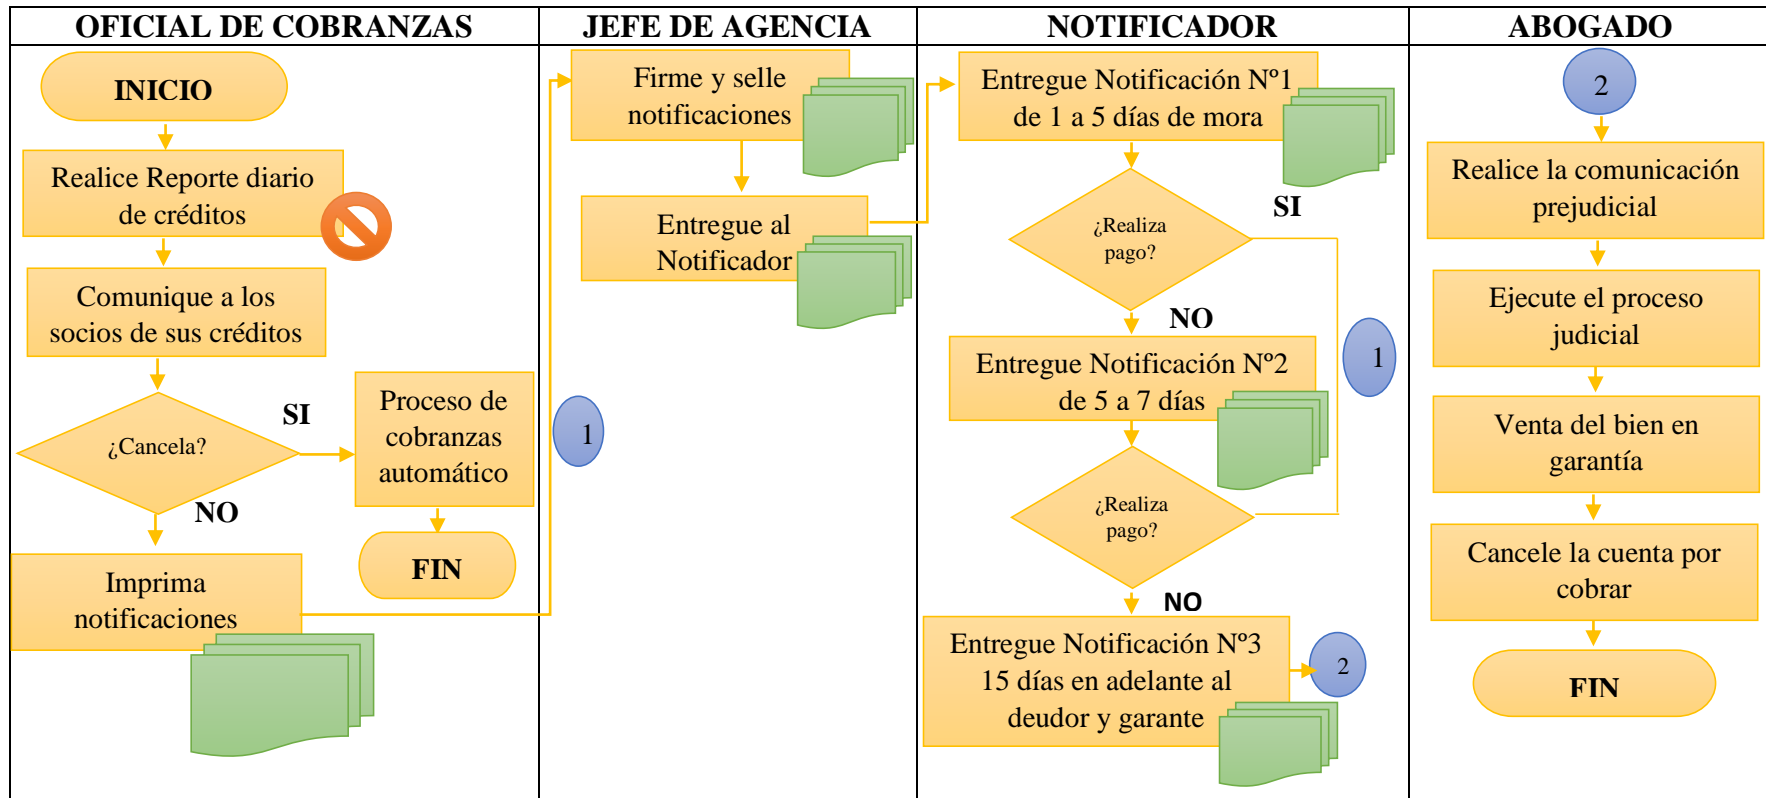 OFICIAL DE COBRANZAS
INICIO
Realice Reporte diario
de créditos
Comunique a los
socios de sus créditos
¿Cancela?
SI
Proceso de
cobranzas
automático
FIN
NO
Imprima
notificaciones
JEFE DE AGENCIA
Firme y selle
notificaciones
Entregue al
Notificador
1
NOTIFICADOR
Entregue Notificación Nº1
de 1 a 5 días de mora
¿Realiza
pago?
SI
NO
1
Entregue Notificación Nº2
de 5 a 7 días
¿Realiza
pago?
NO
Entregue Notificación Nº3
15 días en adelante al
deudor y garante
2
ABOGADO
2
Realice la comunicación
prejudicial
Ejecute el proceso
judicial
Venta del bien en
garantía
Cancele la cuenta por
cobrar
FIN